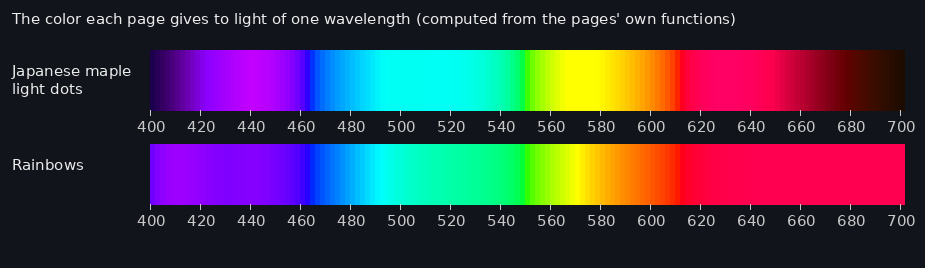 The color each page gives to light of one wavelength (computed from the pages' own functions)
Japanese maple
light dots
400 420 440 460 480 500 520 540 560 580 600 620 640 660 680 700
Rainbows
400 420 440 460 480 500 520 540 560 580 600 620 640 660 680 700